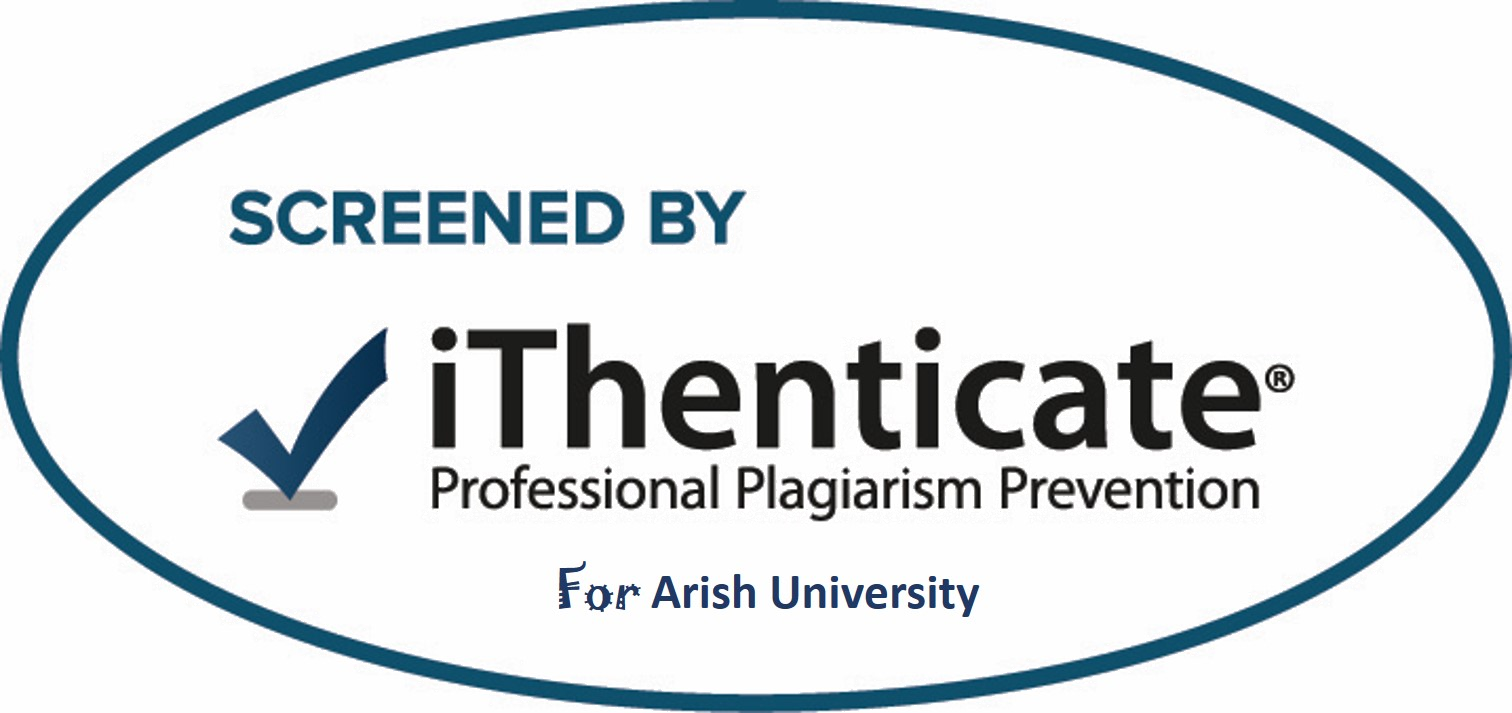 SCREENED BY
iThenticate®
Professional Plagiarism Prevention
For Arish University